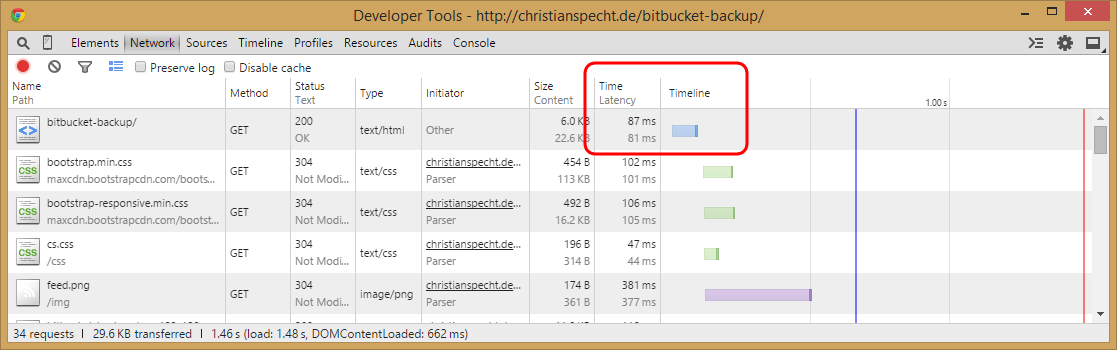 Developer Tools - http://christianspecht.de/bitbucket-backup/
Elements Network Sources Timeline Profiles Resources Audits Console
Preserve log Disable cache
Name Method Status Type Initiator Size Time Timeline
Path Text Content Latency 1.00 s
bitbucket-backup/ GET 200 text/html Other 6.0 KB 87 ms
OK 22.6 KB 81 ms
bootstrap.min.css GET 304 text/css christianspecht.de... 454 B 102 ms
maxcdn.bootstrapcdn.com/boots... Not Modi... Parser 113 KB 101 ms
bootstrap-responsive.min.css GET 304 text/css christianspecht.de... 492 B 106 ms
maxcdn.bootstrapcdn.com/bootst... Not Modi... Parser 16.2 KB 105 ms
cs.css GET 304 text/css christianspecht.de... 196 B 47 ms
/css Not Modi... Parser 314 B 44 ms
feed.png GET 304 image/png christianspecht.de... 174 B 381 ms
/img Not Modi... Parser 361 B 377 ms
34 requests | 29.6 KB transferred | 1.46 s (load: 1.48 s, DOMContentLoaded: 662 ms)